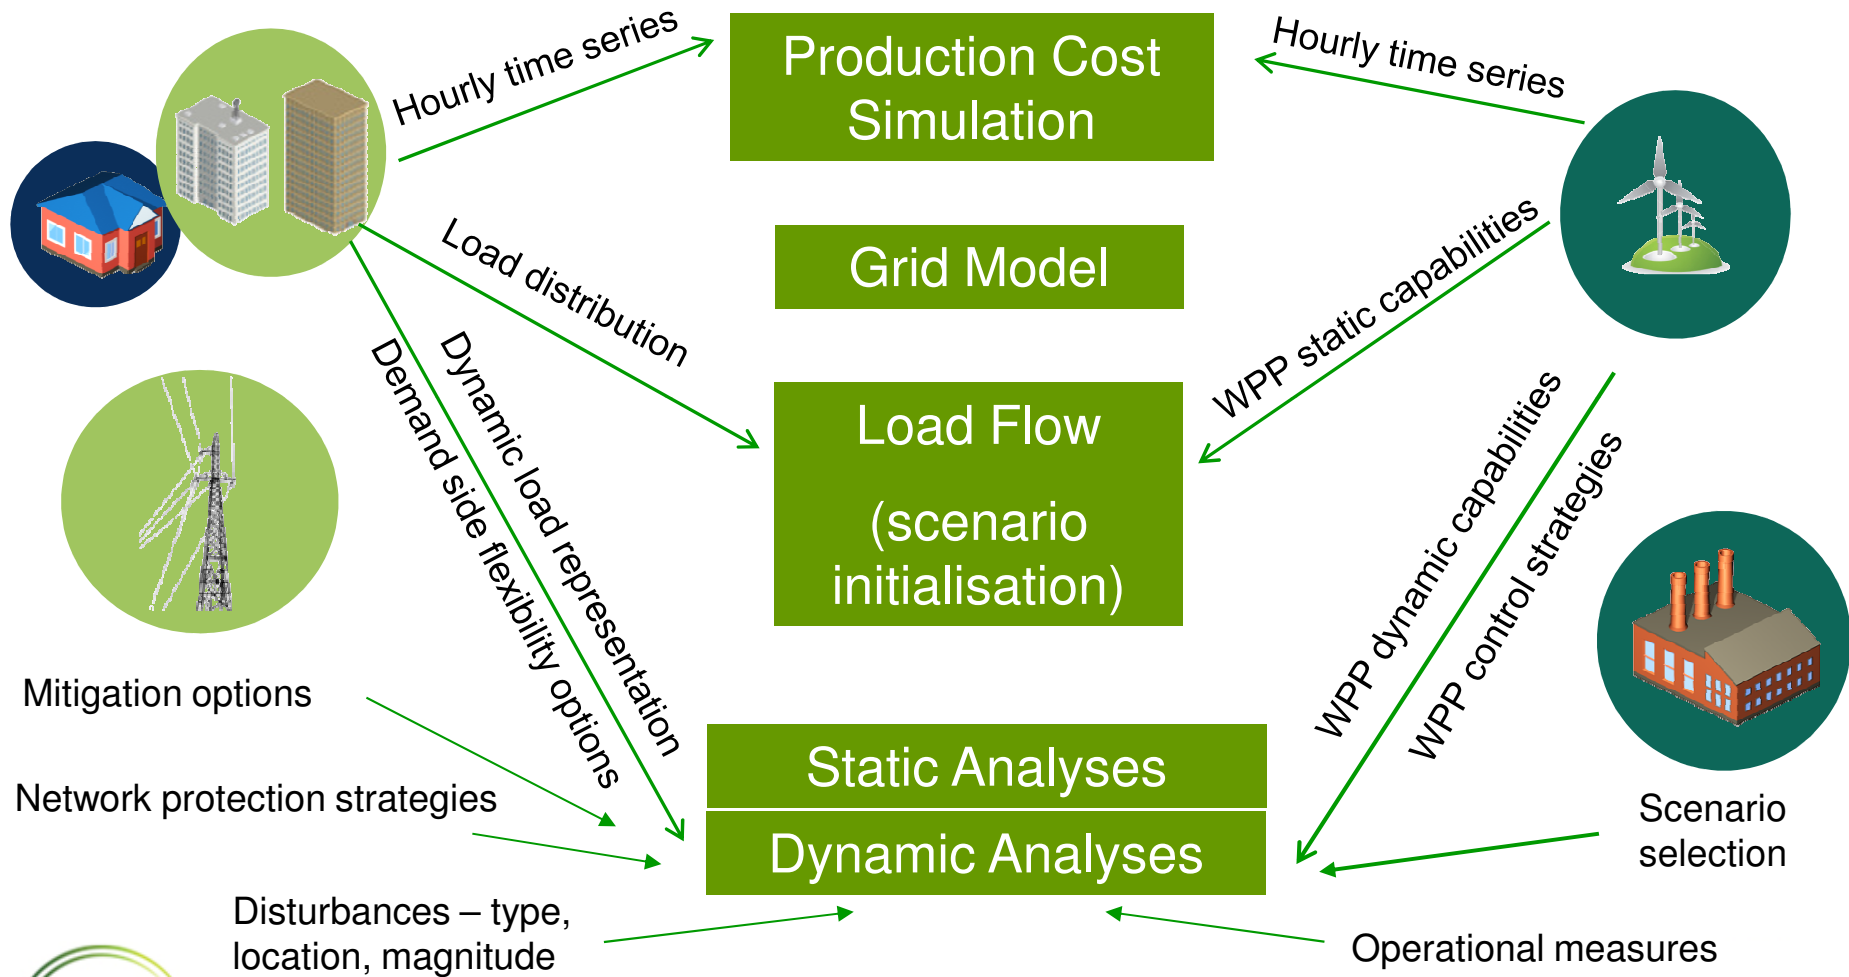 Hourly time series
Production Cost
Simulation
Hourly time series
Load distribution
Grid Model
WPP static capabilities
Dynamic load representation
Demand side flexibility options
Load Flow
(scenario
initialisation)
WPP dynamic capabilities
WPP control strategies
Mitigation options
Network protection strategies
Static Analyses
Dynamic Analyses
Scenario
selection
Disturbances – type,
location, magnitude
Operational measures